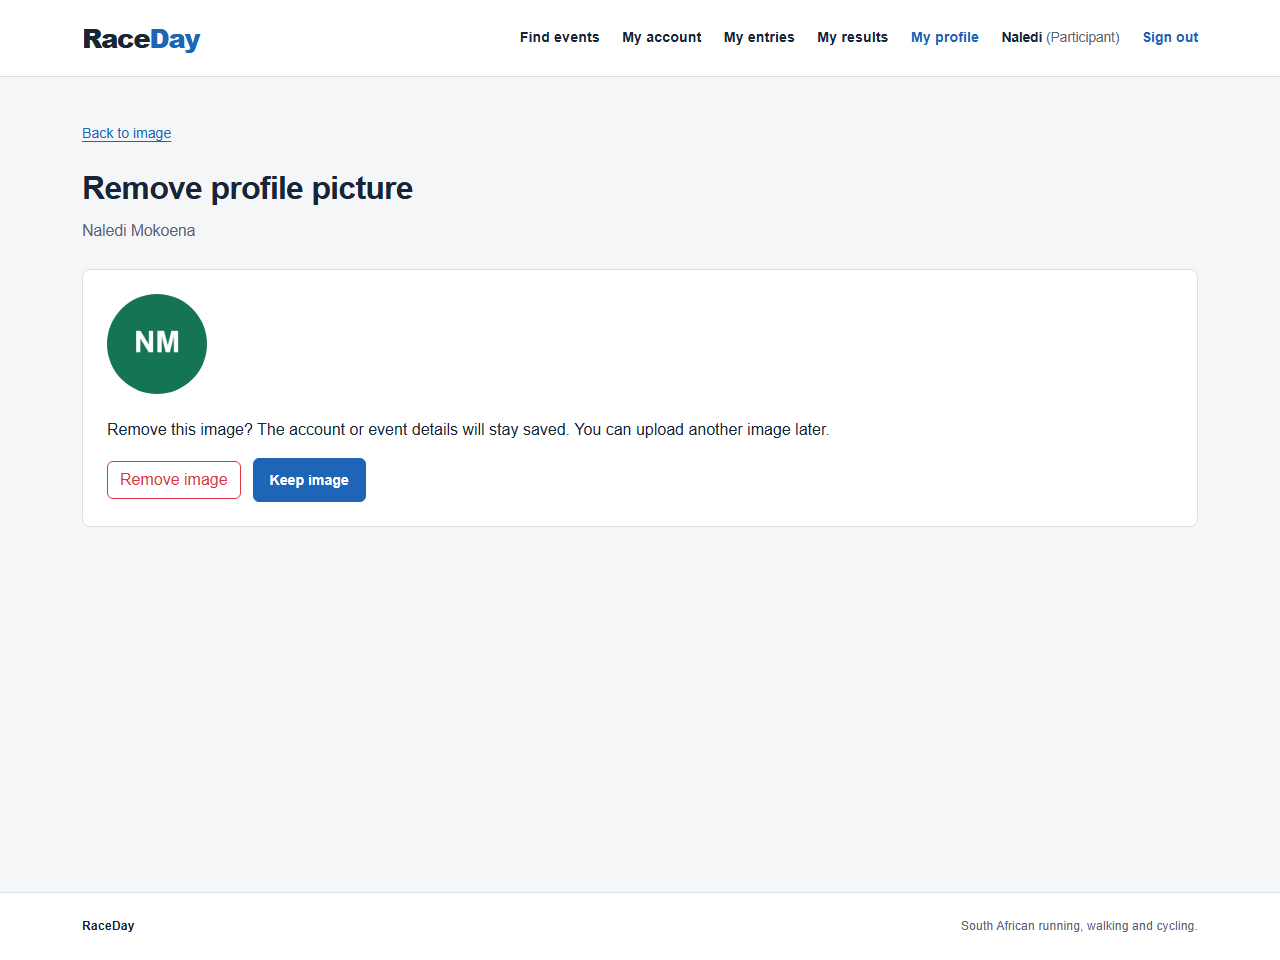 RaceDay
Find events My account My entries My results My profile Naledi (Participant) Sign out
Back to image
Remove profile picture
Naledi Mokoena
NM
Remove this image? The account or event details will stay saved. You can upload another image later.
Remove image Keep image
RaceDay South African running, walking and cycling.